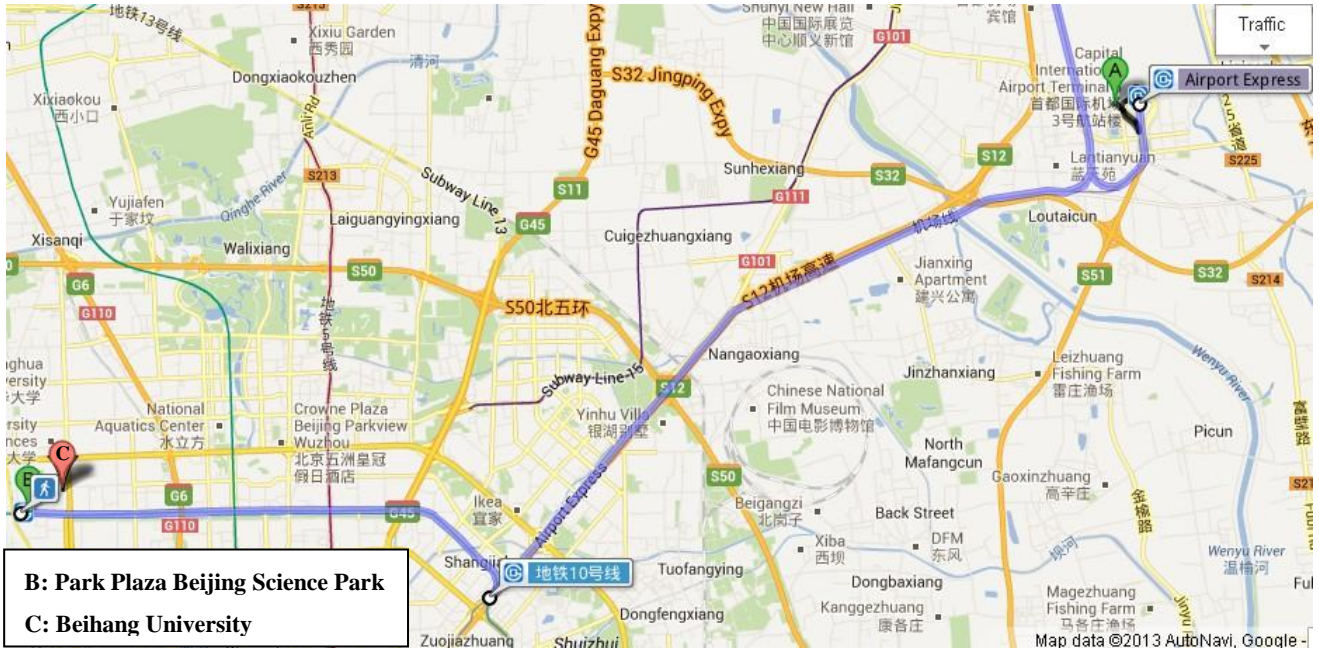 S213
地铁13号线
Xixiu Garden
西秀园
清河
Dongxiaokouzhen
Xixiaokou
西小口
Anli Rd
S213
Yujiafen
于家坟
Qinghe River
Xisanqi
Walixiang
Laiguangyingxiang
Subway Line 13
G45 Daguang Expy
S32 Jingping Expy
中国国际展览
中心顺义新馆
宾馆
G101
Traffic
Capital
International
Airport Terminal
首都国际机场
3号航站楼
A
Airport Express
Sunhexiang
S32
S12
Lantianyuan
蓝天苑
S225
S11
G111
G45
Cuigezhuangxiang
机场线
Loutaicun
G101
S12机场高速
Jianxing
Apartment
建兴公寓
S51
S32
S214
S50
G6
G110
地铁5号线
S50北五环
Nangaoxiang
Subway Line-15
S12
Jinzhanxiang
Leizhuang
Fishing Farm
雷庄渔场
Wenyu River
Chinese National
Film Museum
中国电影博物馆
Yinhu Villa
银湖别墅
National
Aquatics Center
水立方
Crowne Plaza
Beijing Parkview
Wuzhou
北京五洲皇冠
假日酒店
North
Mafangcun
Picun
C
B
G6
G110
G45
Ikea
宜家
Airport Express
S50
Gaoxinzhuang
高辛庄
金榆路
Beigangzi
北岗子
Back Street
Xiba
西坝
DFM
东风
坝河
Wenyu River
温榆河
地铁10号线
Tuofangying
Dongbaxiang
Dongfengxiang
Kanggezhuang
康各庄
Magezhuang
Fishing Farm
马各庄渔场
Zuojiazhuang
Shuizhui
B: Park Plaza Beijing Science Park
C: Beihang University
Map data ©2013 AutoNavi, Google -